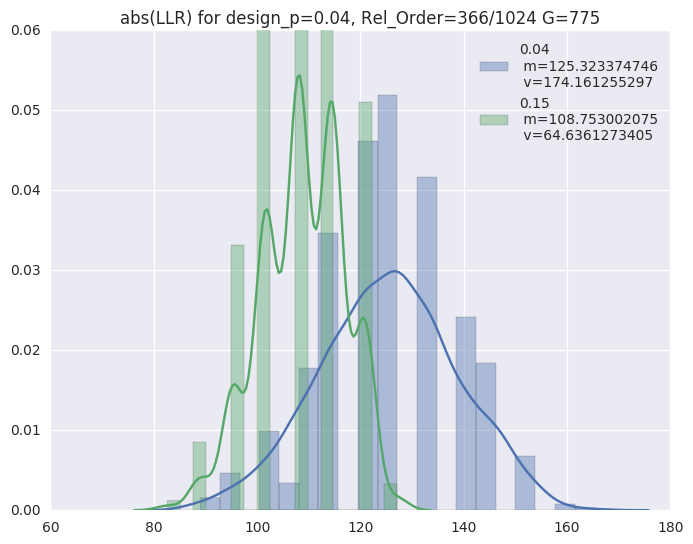 abs(LLR) for design_p=0.04, Rel_Order=366/1024 G=775
0.06
0.05
0.04
0.03
0.02
0.01
0.00
0.04
m=125.323374746
v=174.161255297
0.15
m=108.753002075
v=64.6361273405
60 80 100 120 140 160 180